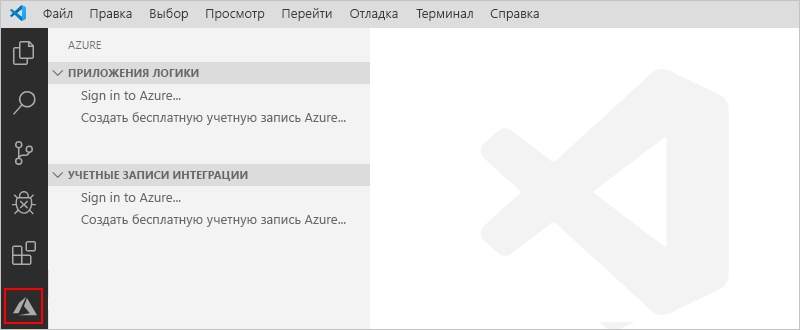 Файл Правка Выбор Просмотр Перейти Отладка Терминал Справка
AZURE
ПРИЛОЖЕНИЯ ЛОГИКИ
Sign in to Azure...
Создать бесплатную учетную запись Azure...
УЧЕТНЫЕ ЗАПИСИ ИНТЕГРАЦИИ
Sign in to Azure...
Создать бесплатную учетную запись Azure...